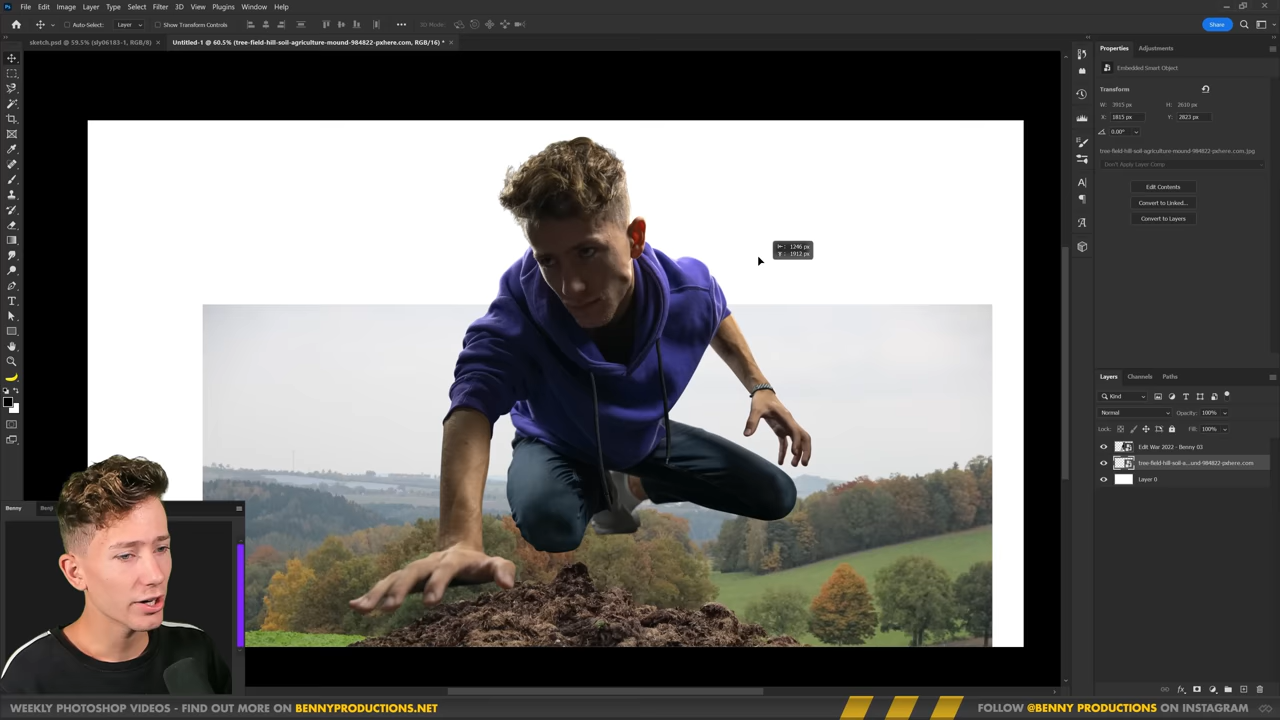 File Edit Image Layer Type Select Filter 3D View Plugins Window Help
Auto-Select: Layer Show Transform Controls 3D Mode: Share
sketch.psd @ 59.5% (sly06183-1, RGB/8) × Untitled-1 @ 60.5% (tree-field-hill-soil-agriculture-mound-984822-pxhere.com, RGB/16) * ×
Properties Adjustments
Embedded Smart Object
Transform
W: 3915 px H: 2610 px
X: 1815 px Y: 2823 px
0.00°
tree-field-hill-soil-agriculture-mound-984822-pxhere.com.jpg
Don't Apply Layer Comp
Edit Contents
Convert to Linked...
Convert to Layers
1246 px
1912 px
Layers Channels Paths
Kind
Normal Opacity: 100%
Lock: Fill: 100%
Edit War 2022 - Benny 03
tree-field-hill-soil-a...und-984822-pxhere.com
Layer 0
Benny Benji
WEEKLY PHOTOSHOP VIDEOS - FIND OUT MORE ON BENNYPRODUCTIONS.NET
FOLLOW @BENNY PRODUCTIONS ON INSTAGRAM